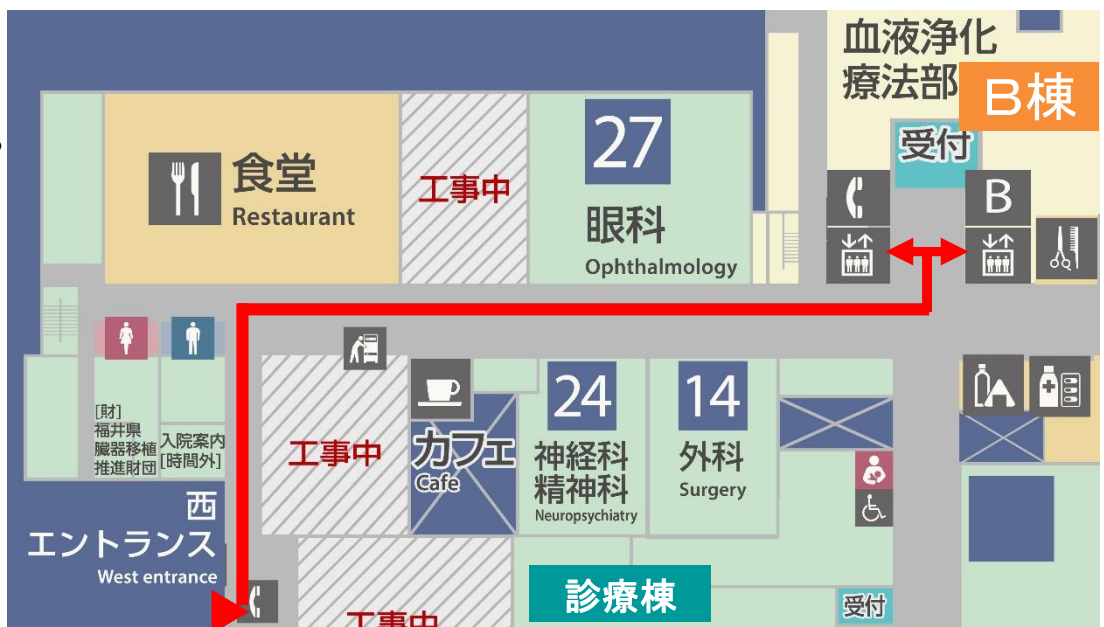 血液浄化
療法部
B棟
受付
27
眼科
Ophthalmology
食堂
Restaurant
工事中
B
[財]
福井県
臓器移植
推進財団
入院案内
[時間外]
工事中
カフェ
Cafe
24
神経科
精神科
Neuropsychiatry
14
外科
Surgery
西
エントランス
West entrance
工事中
診療棟
受付